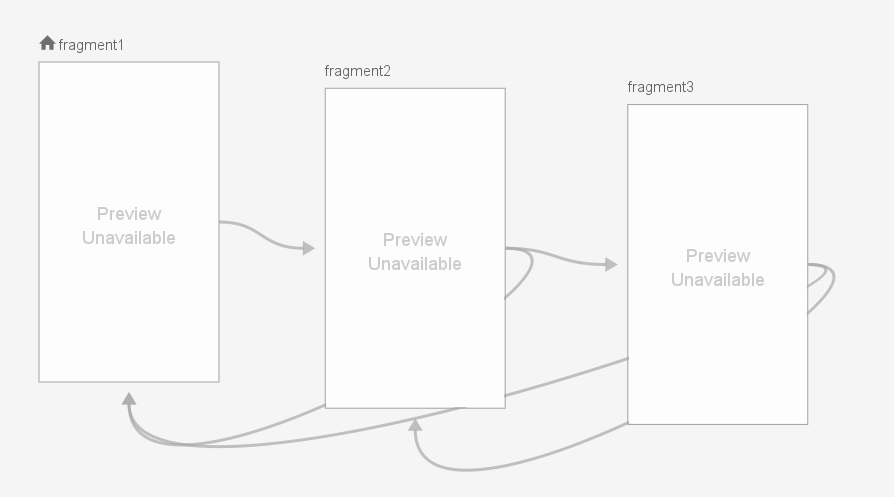 fragment1
Preview
Unavailable
fragment2
Preview
Unavailable
fragment3
Preview
Unavailable